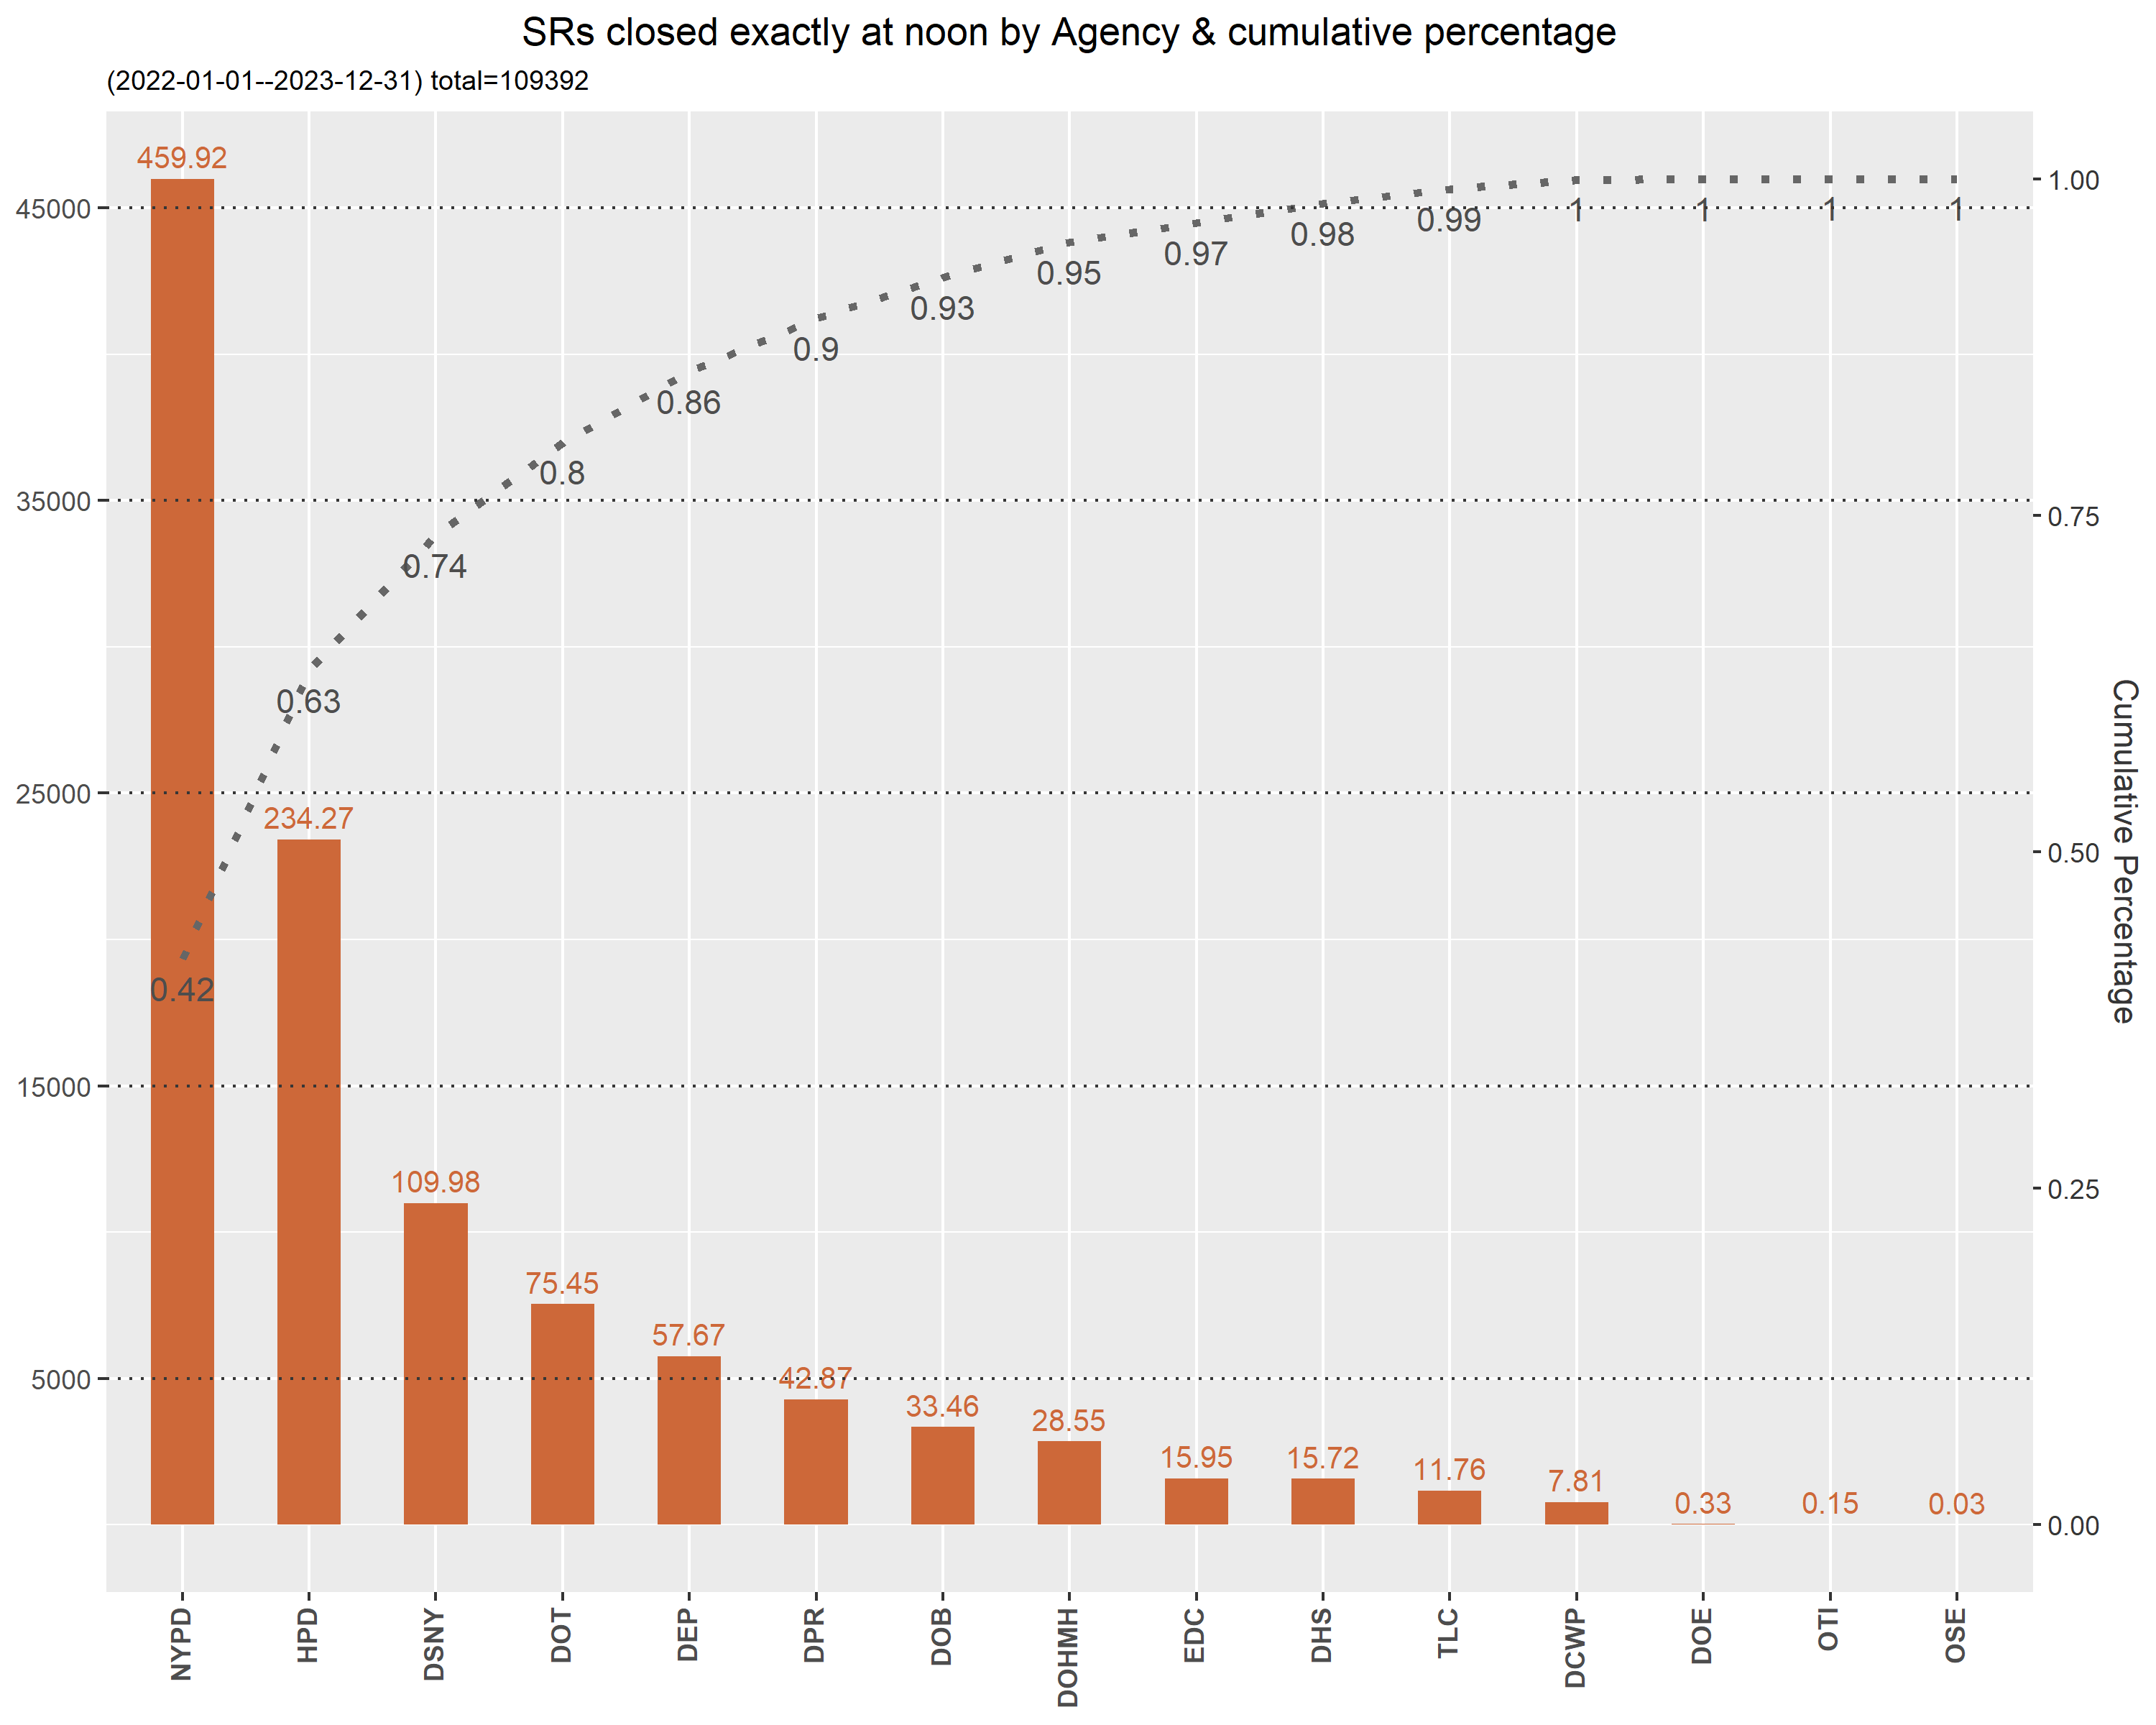 SRs closed exactly at noon by Agency & cumulative percentage
(2022-01-01--2023-12-31) total=109392
45000
35000
25000
15000
5000
459.92
234.27
109.98
75.45
57.67
42.87
33.46
28.55
15.95
15.72
11.76
7.81
0.33
0.15
0.03
0.42
0.63
0.74
0.8
0.86
0.9
0.93
0.95
0.97
0.98
0.99
1
1
1
1
1.00
0.75
0.50
0.25
0.00
Cumulative Percentage
NYPD
HPD
DSNY
DOT
DEP
DPR
DOB
DOHMH
EDC
DHS
TLC
DCWP
DOE
OTI
OSE